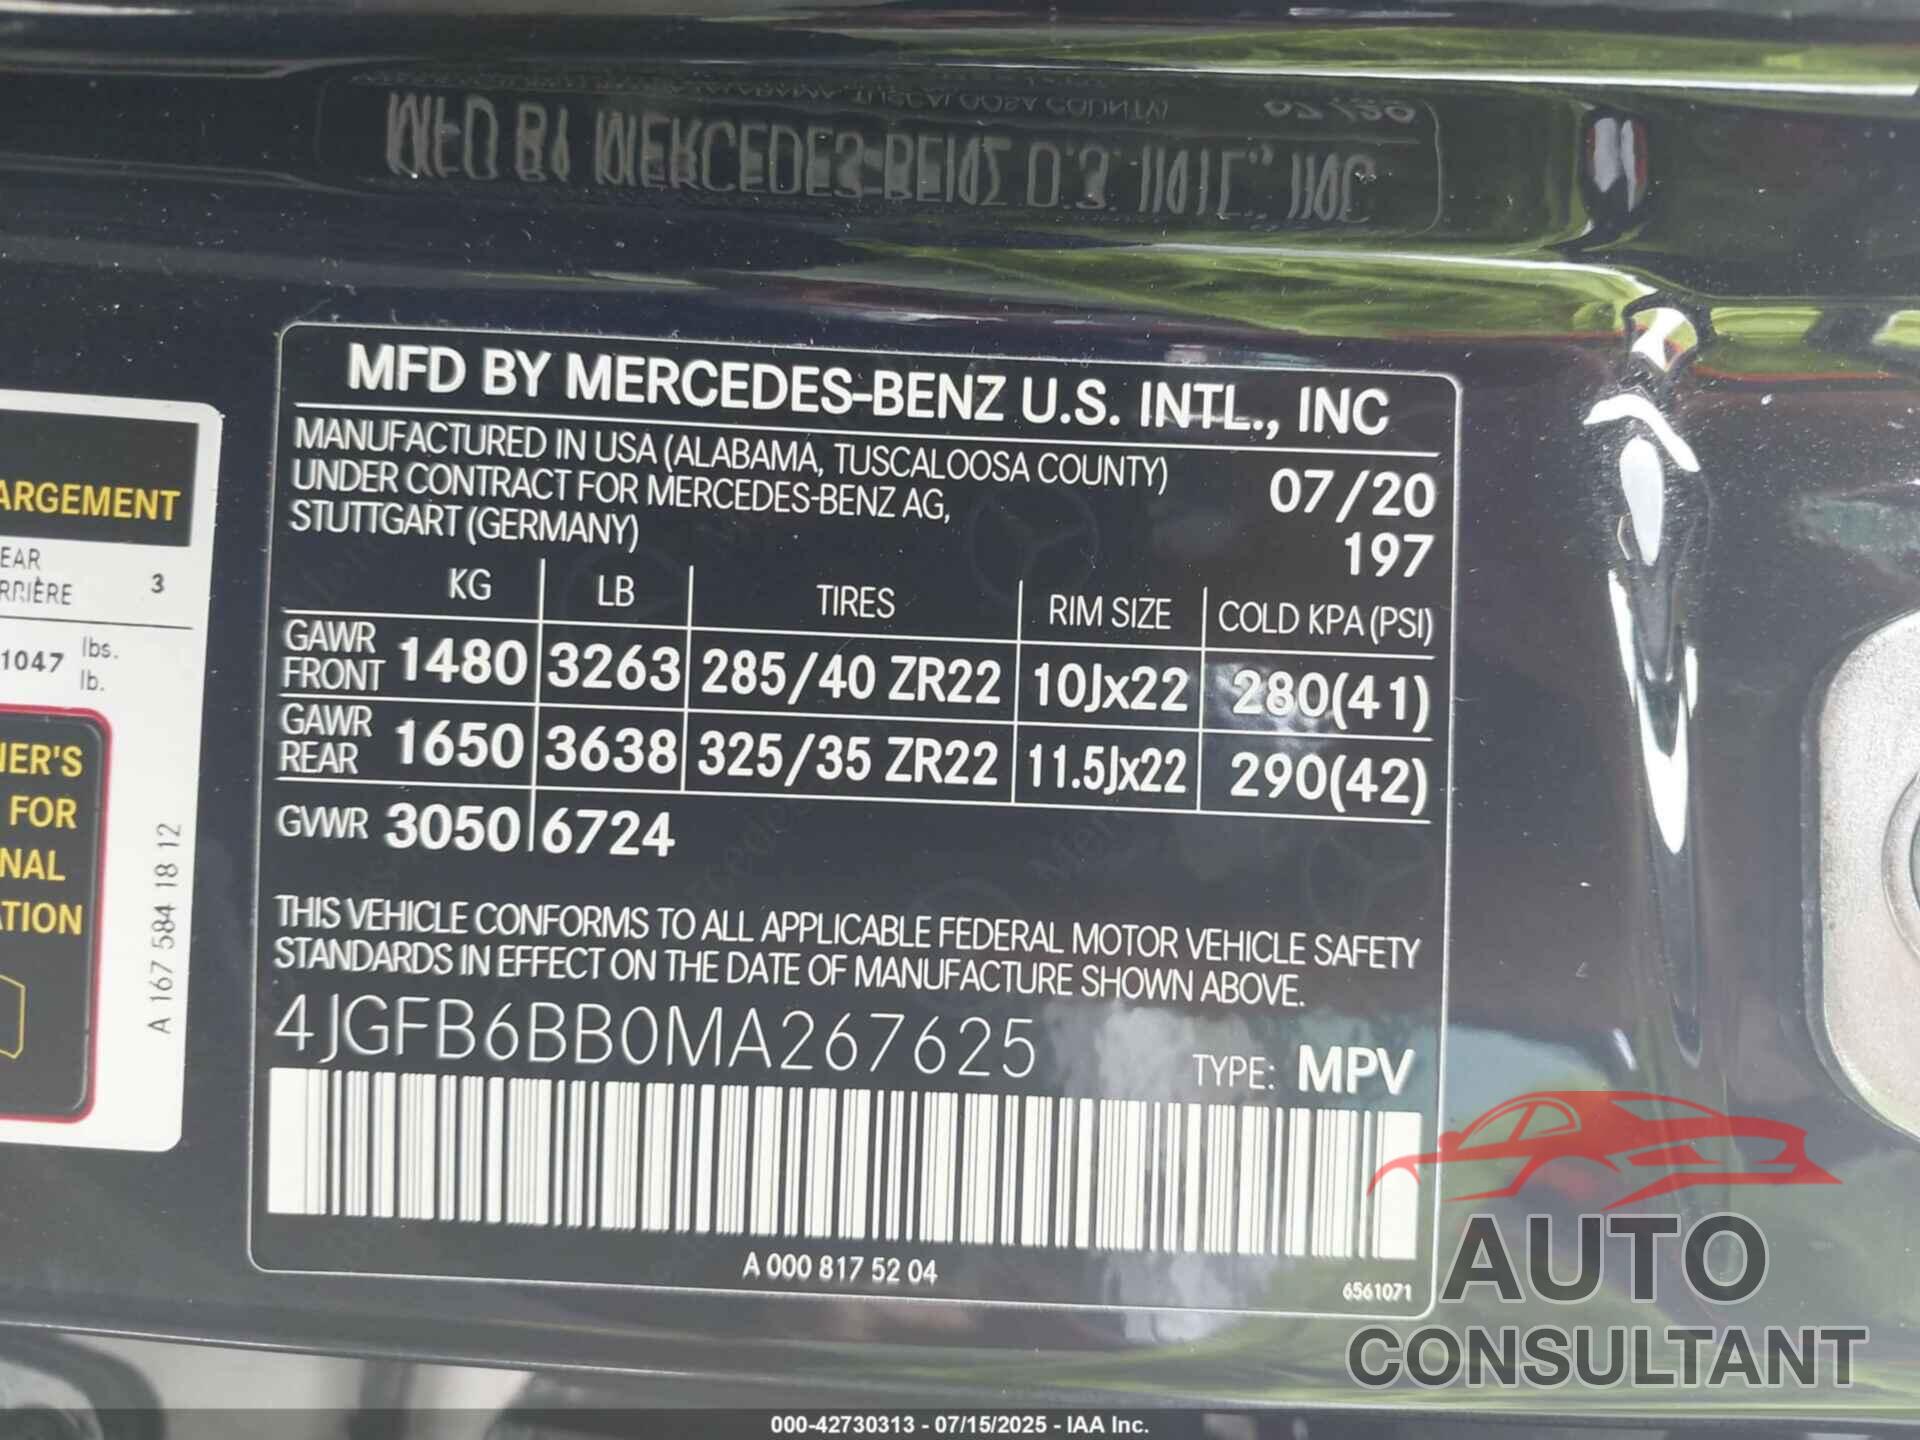 MFD BY MERCEDES-BENZ U.S. INTL., INC
MANUFACTURED IN USA (ALABAMA, TUSCALOOSA COUNTY)
UNDER CONTRACT FOR MERCEDES-BENZ AG,
STUTTGART (GERMANY)
07/20
197
KG LB TIRES RIM SIZE COLD KPA (PSI)
GAWR FRONT 1480 3263 285/40 ZR22 10Jx22 280(41)
GAWR REAR 1650 3638 325/35 ZR22 11.5Jx22 290(42)
GVWR 3050 6724
THIS VEHICLE CONFORMS TO ALL APPLICABLE FEDERAL MOTOR VEHICLE SAFETY
STANDARDS IN EFFECT ON THE DATE OF MANUFACTURE SHOWN ABOVE.
4JGFB6BB0MA267625
TYPE: MPV
A 000 817 52 04
6561071
ARGEMENT
EAR
RRIÈRE 3
1047 lbs.
lb.
NER'S
FOR
NAL
ATION
A 167 584 18 12
AUTO
CONSULTANT
000-42730313 - 07/15/2025 - IAA Inc.